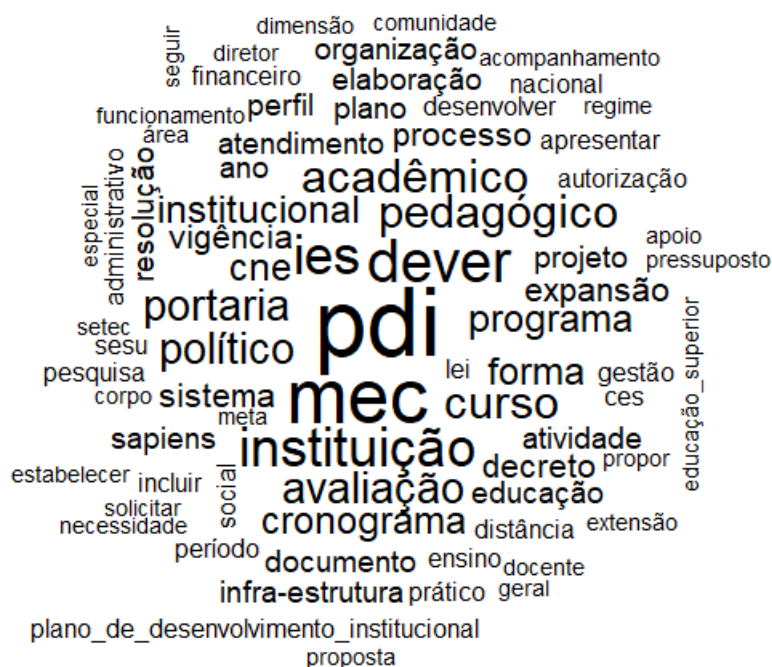 dimensão comunidade
seguir diretor organização acompanhamento
financeiro elaboração nacional
funcionamento perfil plano desenvolver regime
área atendimento processo apresentar
especial administrativo resolução ano acadêmico autorização
institucional pedagógico
vigência ies dever projeto apoio
cne pressuposto
portaria pdi expansão
setec político programa
sesu lei forma gestão educação_superior
pesquisa sistema mec curso ces
corpo meta
sapiens instituição atividade
estabelecer incluir social avaliação decreto propor
solicitar educação
necessidade cronograma distância extensão
período documento ensino docente
infra-estrutura prático geral
plano_de_desenvolvimento_institucional
proposta